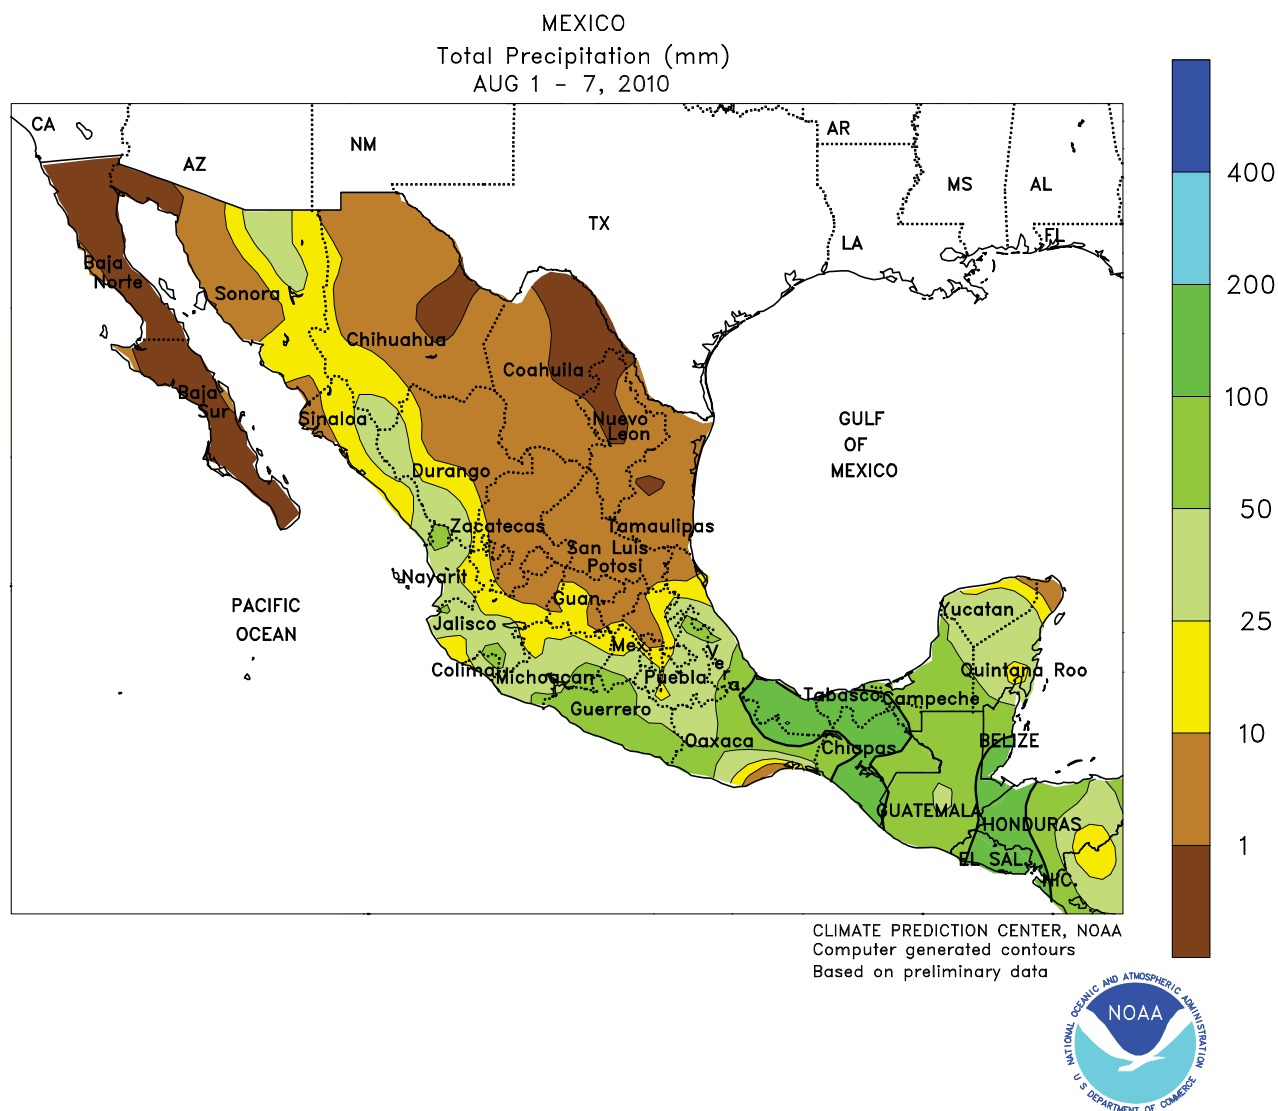 MEXICO
Total Precipitation (mm)
AUG 1 - 7, 2010
CA
AZ
NM
TX
AR
LA
MS
AL
FL
Baja
Norte
Sonora
Chihuahua
Coahuila
Baja
Sur
Sinaloa
Nuevo
Leon
Durango
Zacatecas
Tamaulipas
San Luis
Potosi
Nayarit
Guan.
Jalisco
Mex.
Ver.
Colima
Michoacan
Puebla
Guerrero
Oaxaca
Tabasco
Campeche
Chiapas
Yucatan
Quintana Roo
BELIZE
GUATEMALA
HONDURAS
EL SAL.
NIC.
GULF
OF
MEXICO
PACIFIC
OCEAN
400
200
100
50
25
10
1
CLIMATE PREDICTION CENTER, NOAA
Computer generated contours
Based on preliminary data
NATIONAL OCEANIC AND ATMOSPHERIC ADMINISTRATION
NOAA
U S DEPARTMENT OF COMMERCE